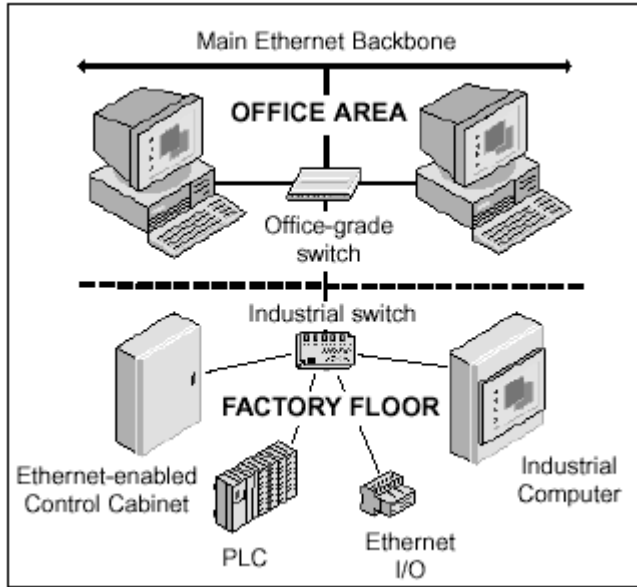 Main Ethernet Backbone
OFFICE AREA
Office-grade
switch
Industrial switch
FACTORY FLOOR
Ethernet-enabled
Control Cabinet
Industrial
Computer
PLC
Ethernet
I/O